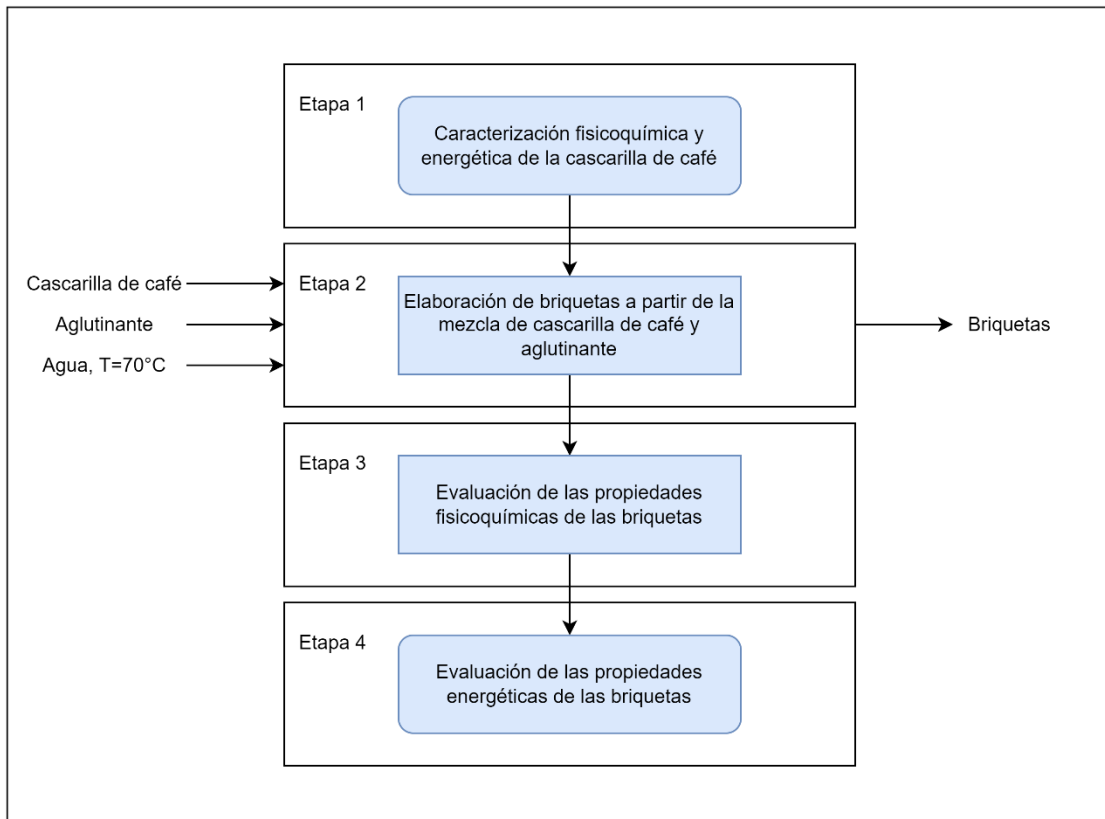 Etapa 1
Caracterización fisicoquímica y
energética de la cascarilla de café
Cascarilla de café
Aglutinante
Agua, T=70°C
Etapa 2
Elaboración de briquetas a partir de la
mezcla de cascarilla de café y
aglutinante
Briquetas
Etapa 3
Evaluación de las propiedades
fisicoquímicas de las briquetas
Etapa 4
Evaluación de las propiedades
energéticas de las briquetas